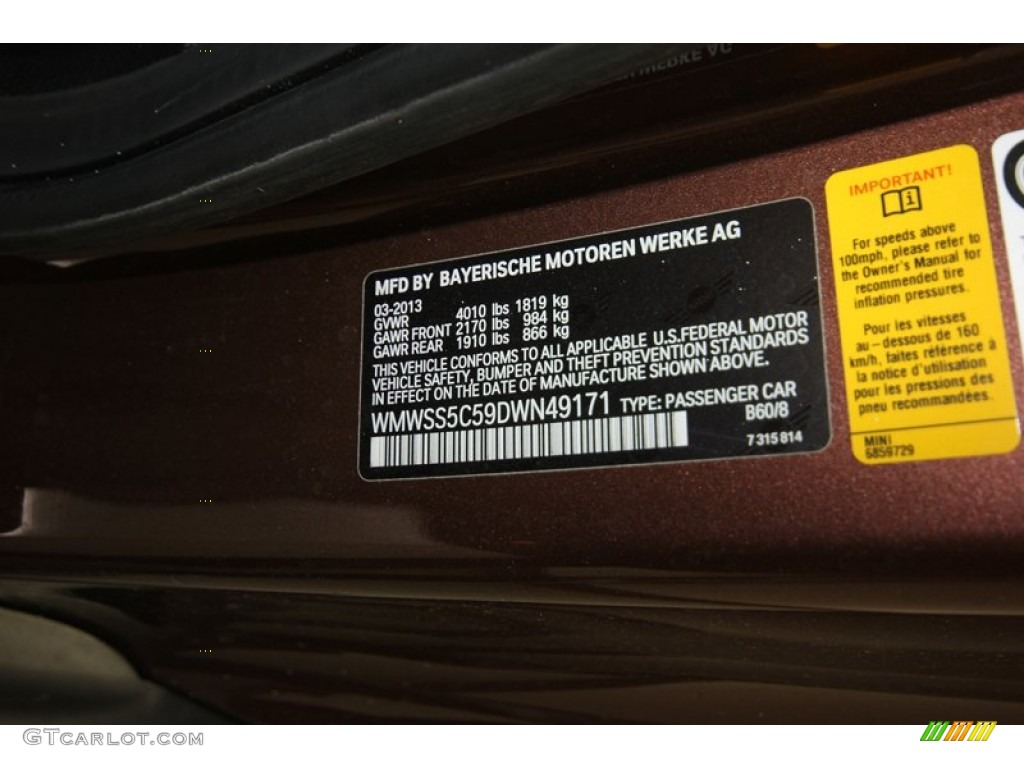 MFD BY BAYERISCHE MOTOREN WERKE AG
03-2013
GVWR 4010 lbs 1819 kg
GAWR FRONT 2170 lbs 984 kg
GAWR REAR 1910 lbs 866 kg
THIS VEHICLE CONFORMS TO ALL APPLICABLE U.S.FEDERAL MOTOR
VEHICLE SAFETY, BUMPER AND THEFT PREVENTION STANDARDS
IN EFFECT ON THE DATE OF MANUFACTURE SHOWN ABOVE.
WMWSS5C59DWN49171 TYPE: PASSENGER CAR
B60/8
7 315 814
IMPORTANT!
For speeds above
100mph, please refer to
the Owner's Manual for
recommended tire
inflation pressures.
Pour les vitesses
au-dessous de 160
km/h, faites référence à
la notice d'utilisation
pour les pressions des
pneu recommandées.
MINI
6859729
GTCARLOT.COM